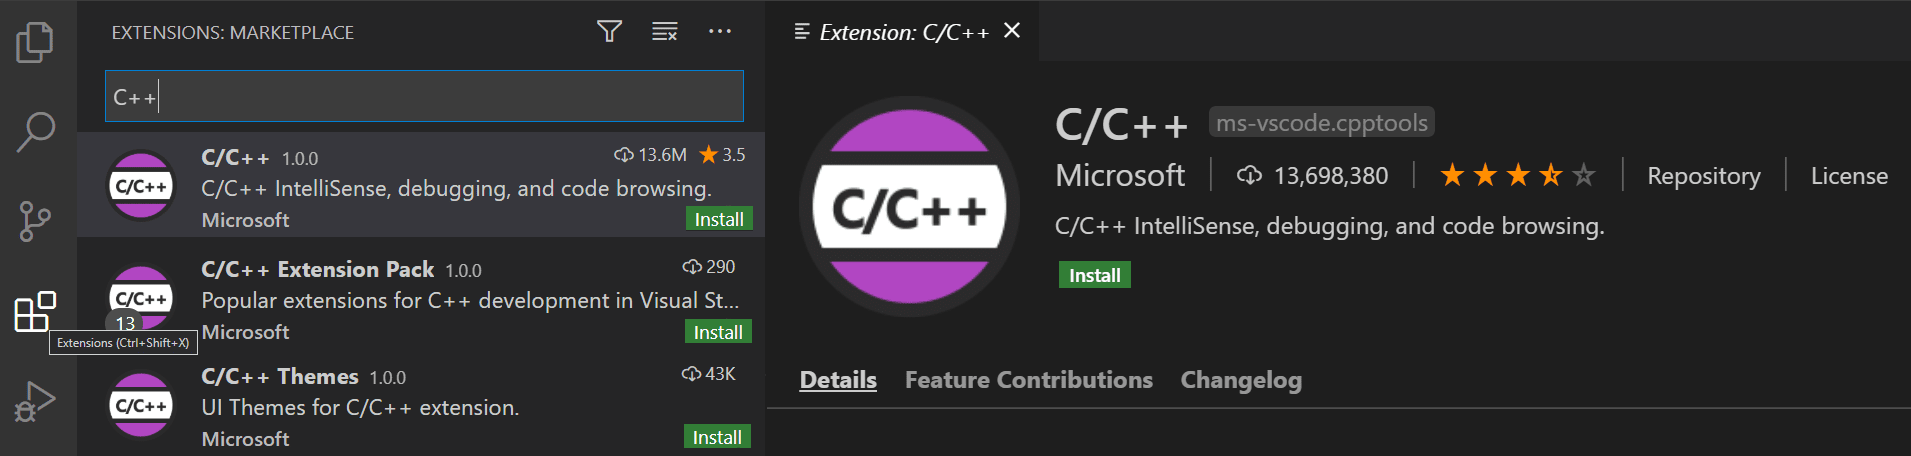 EXTENSIONS: MARKETPLACE
C++
C/C++ 1.0.0 13.6M 3.5
C/C++ IntelliSense, debugging, and code browsing.
Microsoft Install
C/C++
C/C++ Extension Pack 1.0.0 290
Popular extensions for C++ development in Visual St...
Microsoft Install
C/C++
13
Extensions (Ctrl+Shift+X)
C/C++ Themes 1.0.0 43K
UI Themes for C/C++ extension.
Microsoft Install
C/C++
Extension: C/C++
C/C++
C/C++ ms-vscode.cpptools
Microsoft 13,698,380 Repository License
C/C++ IntelliSense, debugging, and code browsing.
Install
Details Feature Contributions Changelog